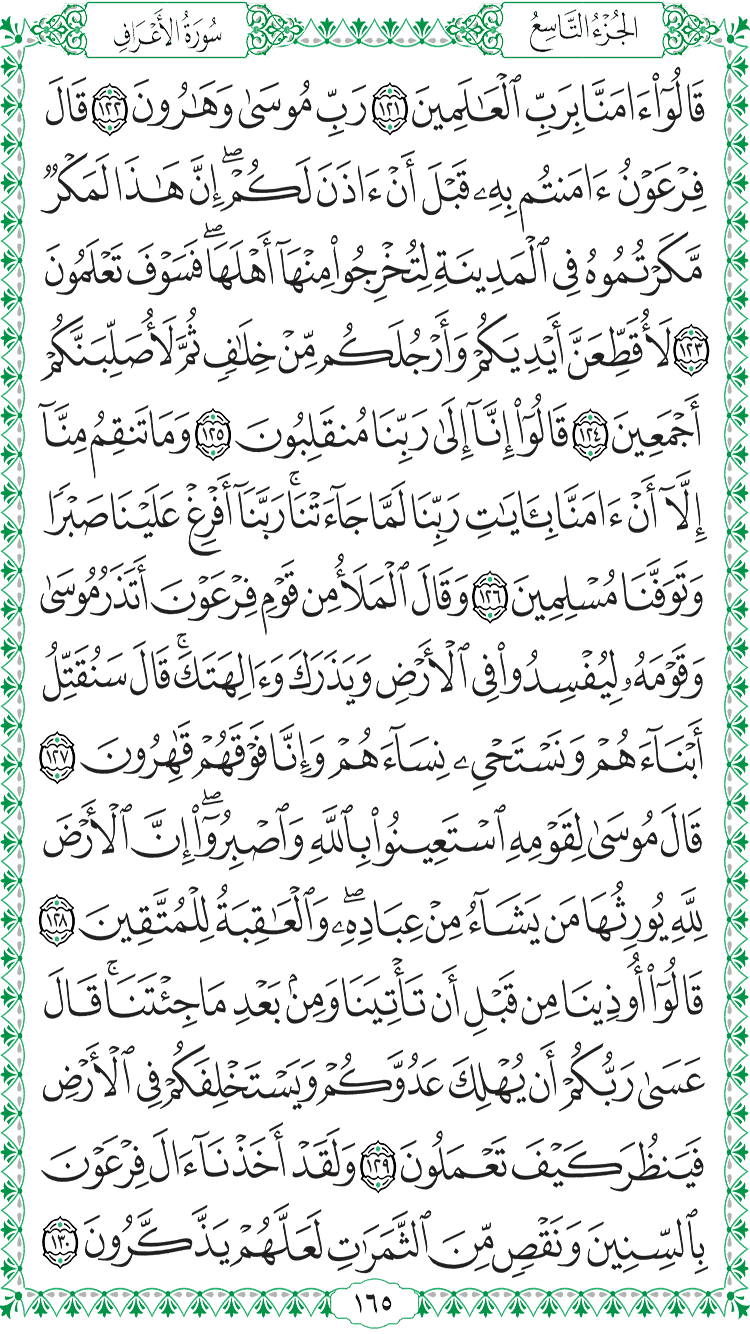 الجُزْءُ التَّاسِعُ
سُورَةُ الأَعْرَافِ
قَالُوٓا۟ ءَامَنَّا بِرَبِّ ٱلْعَـٰلَمِينَ ١٢١ رَبِّ مُوسَىٰ وَهَـٰرُونَ ١٢٢ قَالَ
فِرْعَوْنُ ءَامَنتُم بِهِۦ قَبْلَ أَنْ ءَاذَنَ لَكُمْ ۖ إِنَّ هَـٰذَا لَمَكْرٌ
مَّكَرْتُمُوهُ فِى ٱلْمَدِينَةِ لِتُخْرِجُوا۟ مِنْهَآ أَهْلَهَا ۖ فَسَوْفَ تَعْلَمُونَ
١٢٣ لَأُقَطِّعَنَّ أَيْدِيَكُمْ وَأَرْجُلَكُم مِّنْ خِلَـٰفٍ ثُمَّ لَأُصَلِّبَنَّكُمْ
أَجْمَعِينَ ١٢٤ قَالُوٓا۟ إِنَّآ إِلَىٰ رَبِّنَا مُنقَلِبُونَ ١٢٥ وَمَا تَنقِمُ مِنَّآ
إِلَّآ أَنْ ءَامَنَّا بِـَٔايَـٰتِ رَبِّنَا لَمَّا جَآءَتْنَا ۚ رَبَّنَآ أَفْرِغْ عَلَيْنَا صَبْرًا
وَتَوَفَّنَا مُسْلِمِينَ ١٢٦ وَقَالَ ٱلْمَلَأُ مِن قَوْمِ فِرْعَوْنَ أَتَذَرُ مُوسَىٰ
وَقَوْمَهُۥ لِيُفْسِدُوا۟ فِى ٱلْأَرْضِ وَيَذَرَكَ وَءَالِهَتَكَ ۚ قَالَ سَنُقَتِّلُ
أَبْنَآءَهُمْ وَنَسْتَحْىِۦ نِسَآءَهُمْ وَإِنَّا فَوْقَهُمْ قَـٰهِرُونَ ١٢٧
قَالَ مُوسَىٰ لِقَوْمِهِ ٱسْتَعِينُوا۟ بِٱللَّهِ وَٱصْبِرُوٓا۟ ۖ إِنَّ ٱلْأَرْضَ
لِلَّهِ يُورِثُهَا مَن يَشَآءُ مِنْ عِبَادِهِۦ ۖ وَٱلْعَـٰقِبَةُ لِلْمُتَّقِينَ ١٢٨
قَالُوٓا۟ أُوذِينَا مِن قَبْلِ أَن تَأْتِيَنَا وَمِنۢ بَعْدِ مَا جِئْتَنَا ۚ قَالَ
عَسَىٰ رَبُّكُمْ أَن يُهْلِكَ عَدُوَّكُمْ وَيَسْتَخْلِفَكُمْ فِى ٱلْأَرْضِ
فَيَنظُرَ كَيْفَ تَعْمَلُونَ ١٢٩ وَلَقَدْ أَخَذْنَآ ءَالَ فِرْعَوْنَ
بِٱلسِّنِينَ وَنَقْصٍ مِّنَ ٱلثَّمَرَٰتِ لَعَلَّهُمْ يَذَّكَّرُونَ ١٣٠
١٦٥